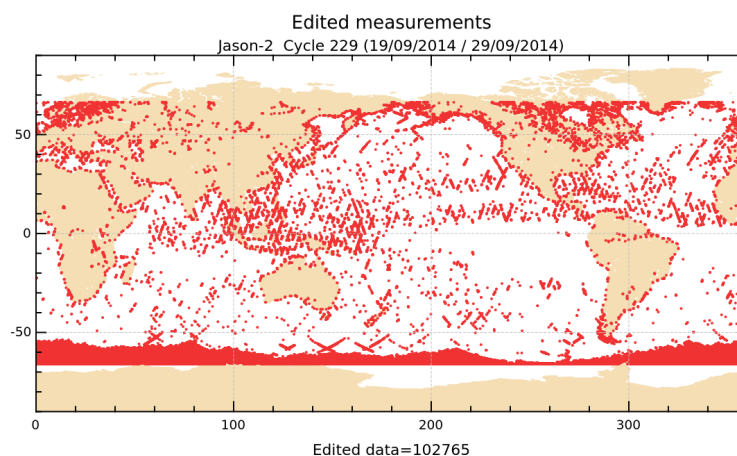 Edited measurements
Jason-2 Cycle 229 (19/09/2014 / 29/09/2014)
50
0
-50
0 100 200 300
Edited data=102765